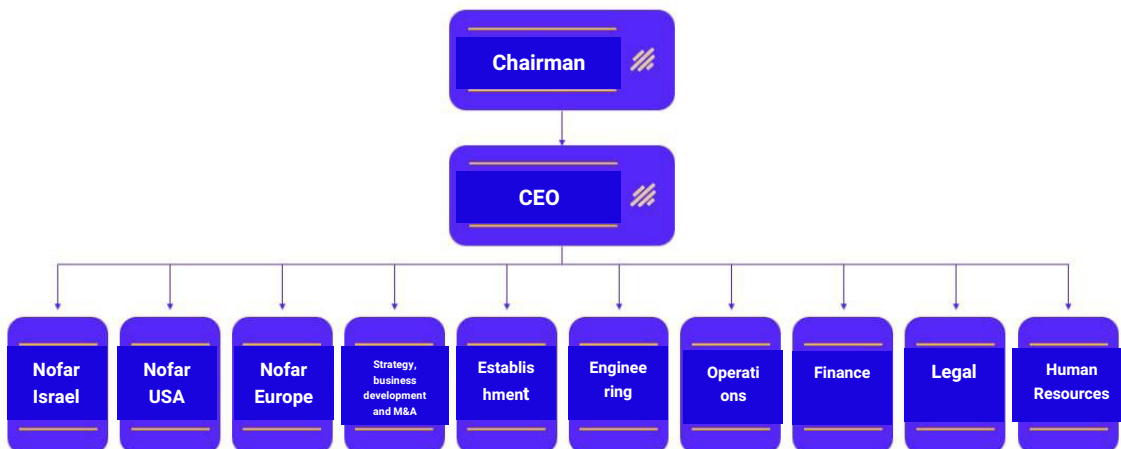 Chairman
CEO
Nofar
Israel
Nofar
USA
Nofar
Europe
Strategy,
business
development
and M&A
Establis
hment
Enginee
ring
Operati
ons
Finance
Legal
Human
Resources